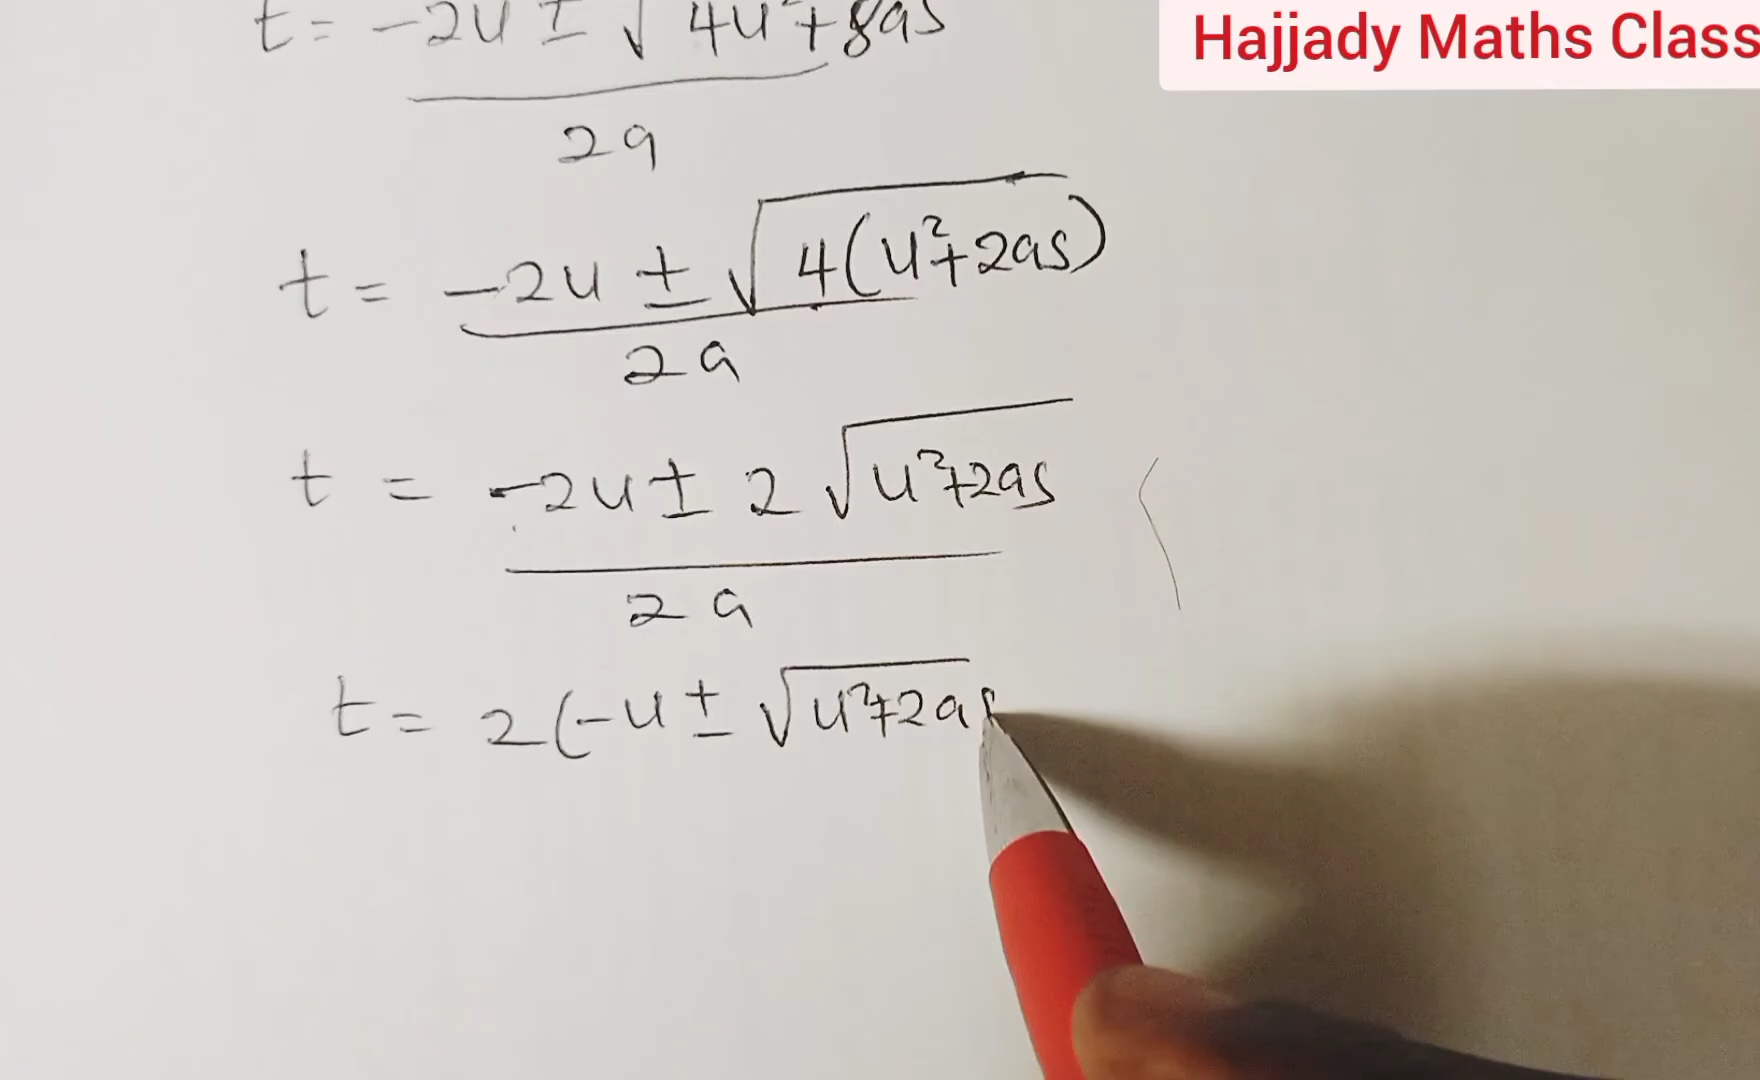 Hajjady Maths Class
t = -2u ± √4u²+8as
2a
t = -2u ± √4(u²+2as)
2a
t = -2u ± 2√u²+2as
2a
t = 2(-u ± √u²+2as